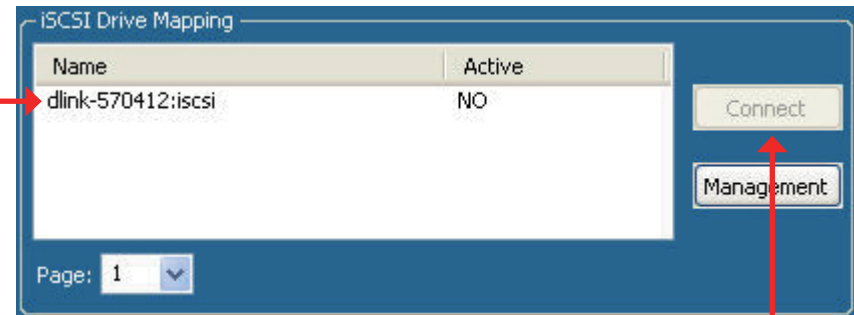 iSCSI Drive Mapping
Name Active
dlink-570412:iscsi NO
Connect
Management
Page: 1